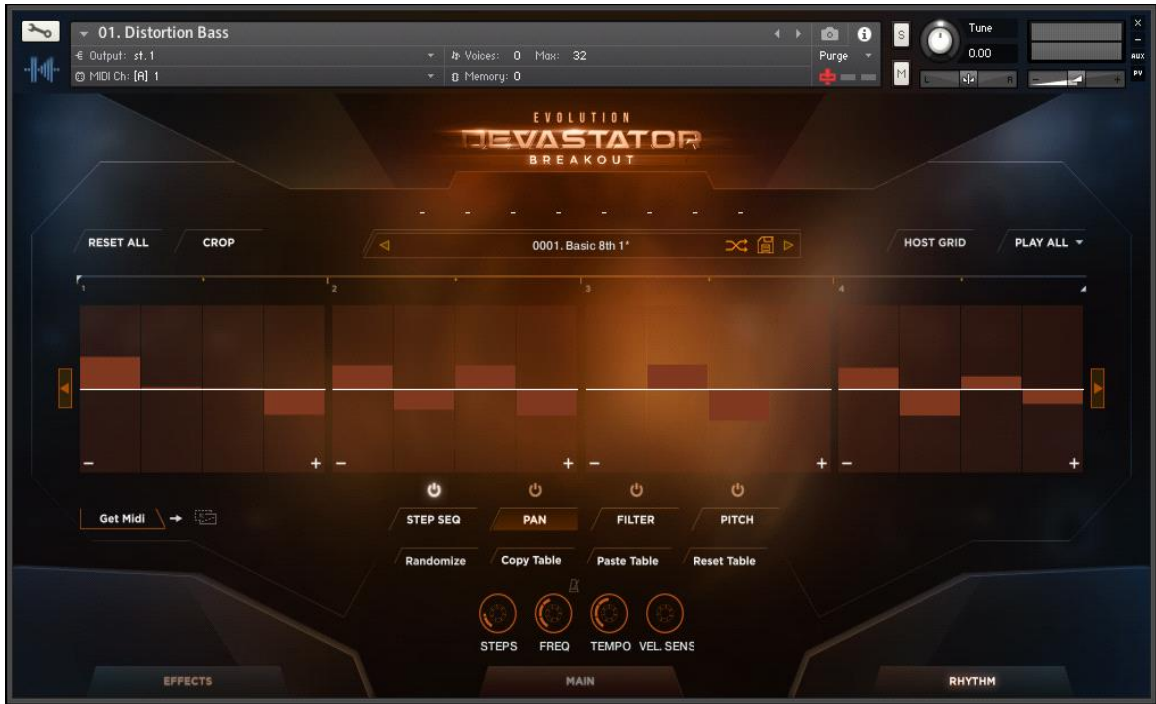 01. Distortion Bass
Output: st.1
Voices: 0 Max: 32
Purge
MIDI Ch: [A] 1
Memory: 0
S
M
Tune
0.00
L R
- +
x
-
AUX
PV
EVOLUTION
DEVASTATOR
BREAKOUT
- - - - - - - -
RESET ALL
CROP
0001. Basic 8th 1*
HOST GRID
PLAY ALL
1 2 3 4
- + - + - + - +
Get Midi
STEP SEQ
PAN
FILTER
PITCH
Randomize
Copy Table
Paste Table
Reset Table
STEPS
FREQ
TEMPO
VEL. SENS
EFFECTS
MAIN
RHYTHM